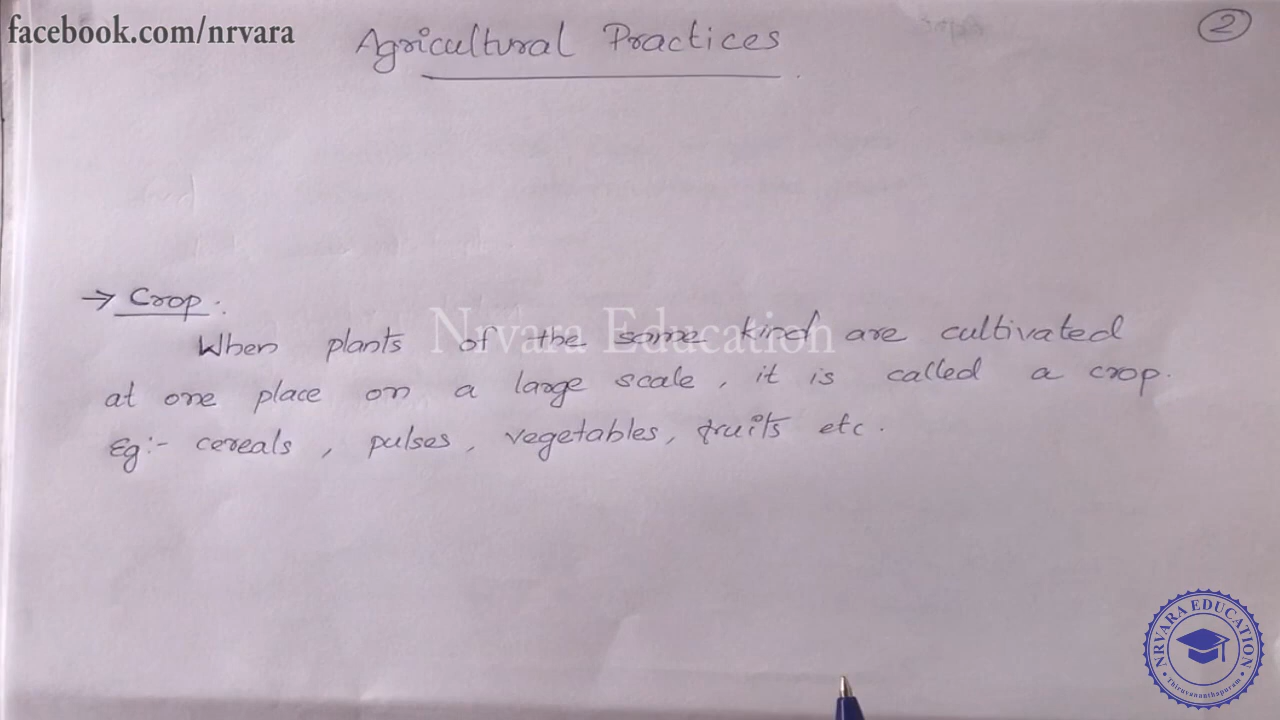 facebook.com/nrvara
Agricultural Practices
2
→ Crop.
Nrvara Education
When plants of the same kind are cultivated
at one place on a large scale, it is called a crop.
Eg:- cereals, pulses, vegetables, fruits etc.
NRVARA EDUCATION
Thiruvananthapuram